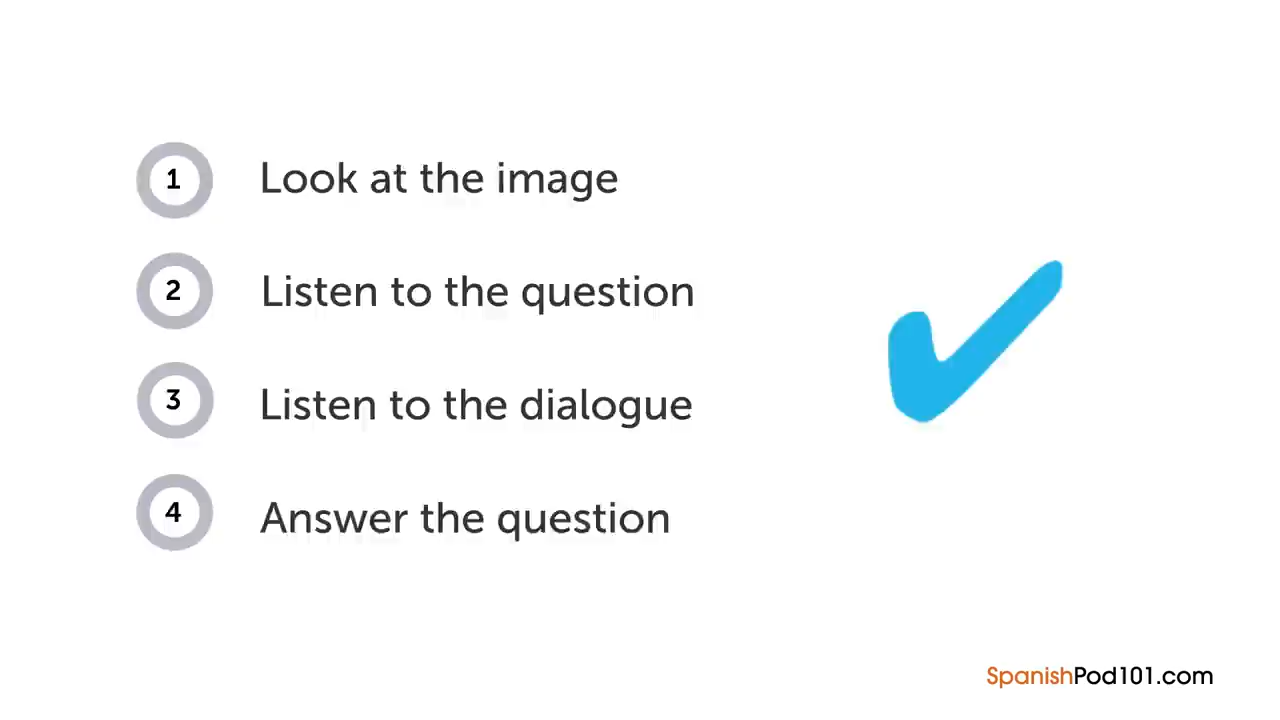 1 Look at the image
2 Listen to the question
3 Listen to the dialogue
4 Answer the question
SpanishPod101.com